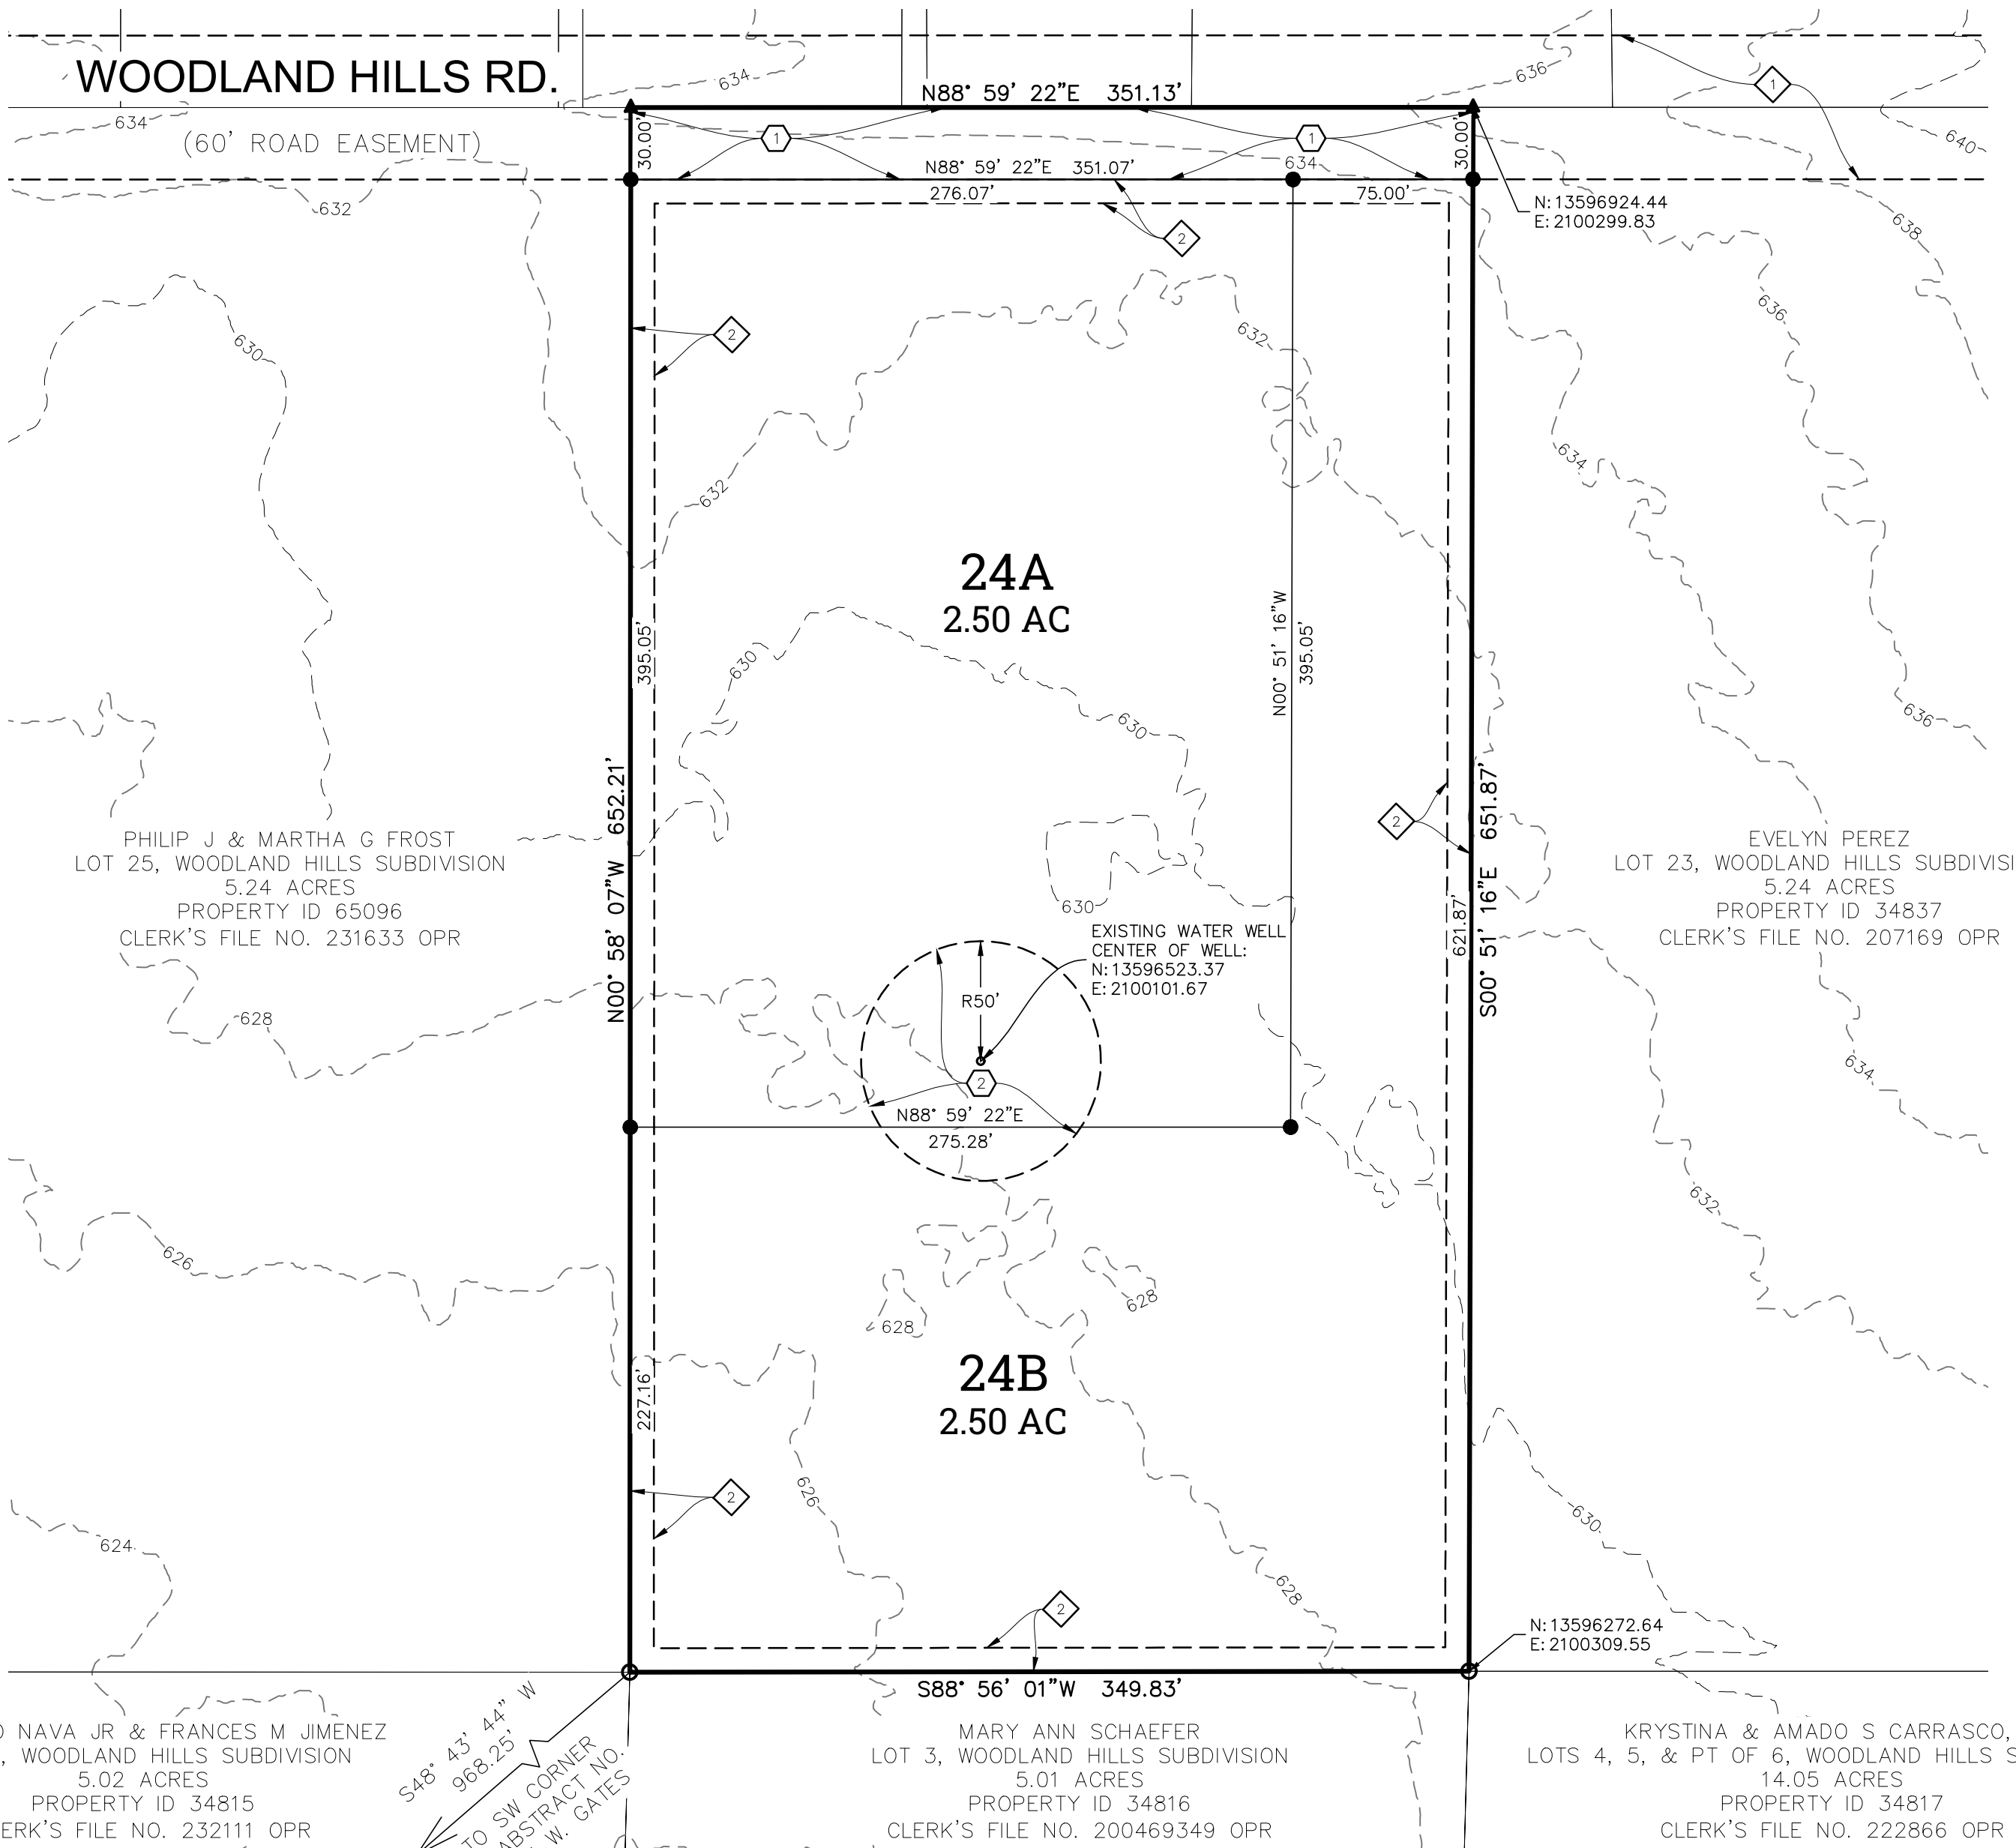 WOODLAND HILLS RD.
(60' ROAD EASEMENT)
634
634
636
640
1
N88° 59' 22"E 351.13'
30.00'
1
1
30.00'
634
N88° 59' 22"E 351.07'
276.07'
75.00'
632
2
N:13596924.44
E:2100299.83
638
636
630
2
632
632
634
24A
2.50 AC
395.05'
N00° 51' 16"W
395.05'
630
630
636
N00° 58' 07"W 652.21'
2
S00° 51' 16"E 651.87'
621.87'
PHILIP J & MARTHA G FROST
LOT 25, WOODLAND HILLS SUBDIVISION
5.24 ACRES
PROPERTY ID 65096
CLERK'S FILE NO. 231633 OPR
EVELYN PEREZ
LOT 23, WOODLAND HILLS SUBDIVISI
5.24 ACRES
PROPERTY ID 34837
CLERK'S FILE NO. 207169 OPR
630
EXISTING WATER WELL
CENTER OF WELL:
N:13596523.37
E:2100101.67
R50'
628
634
2
N88° 59' 22"E
275.28'
632
626
628
628
24B
2.50 AC
227.16'
2
626
624
630
628
2
N:13596272.64
E:2100309.55
S88° 56' 01"W 349.83'
S48° 43' 44" W
968.25'
TO SW CORNER
ABSTRACT NO.
W. GATES
O NAVA JR & FRANCES M JIMENEZ
, WOODLAND HILLS SUBDIVISION
5.02 ACRES
PROPERTY ID 34815
ERK'S FILE NO. 232111 OPR
MARY ANN SCHAEFER
LOT 3, WOODLAND HILLS SUBDIVISION
5.01 ACRES
PROPERTY ID 34816
CLERK'S FILE NO. 200469349 OPR
KRYSTINA & AMADO S CARRASCO,
LOTS 4, 5, & PT OF 6, WOODLAND HILLS S
14.05 ACRES
PROPERTY ID 34817
CLERK'S FILE NO. 222866 OPR